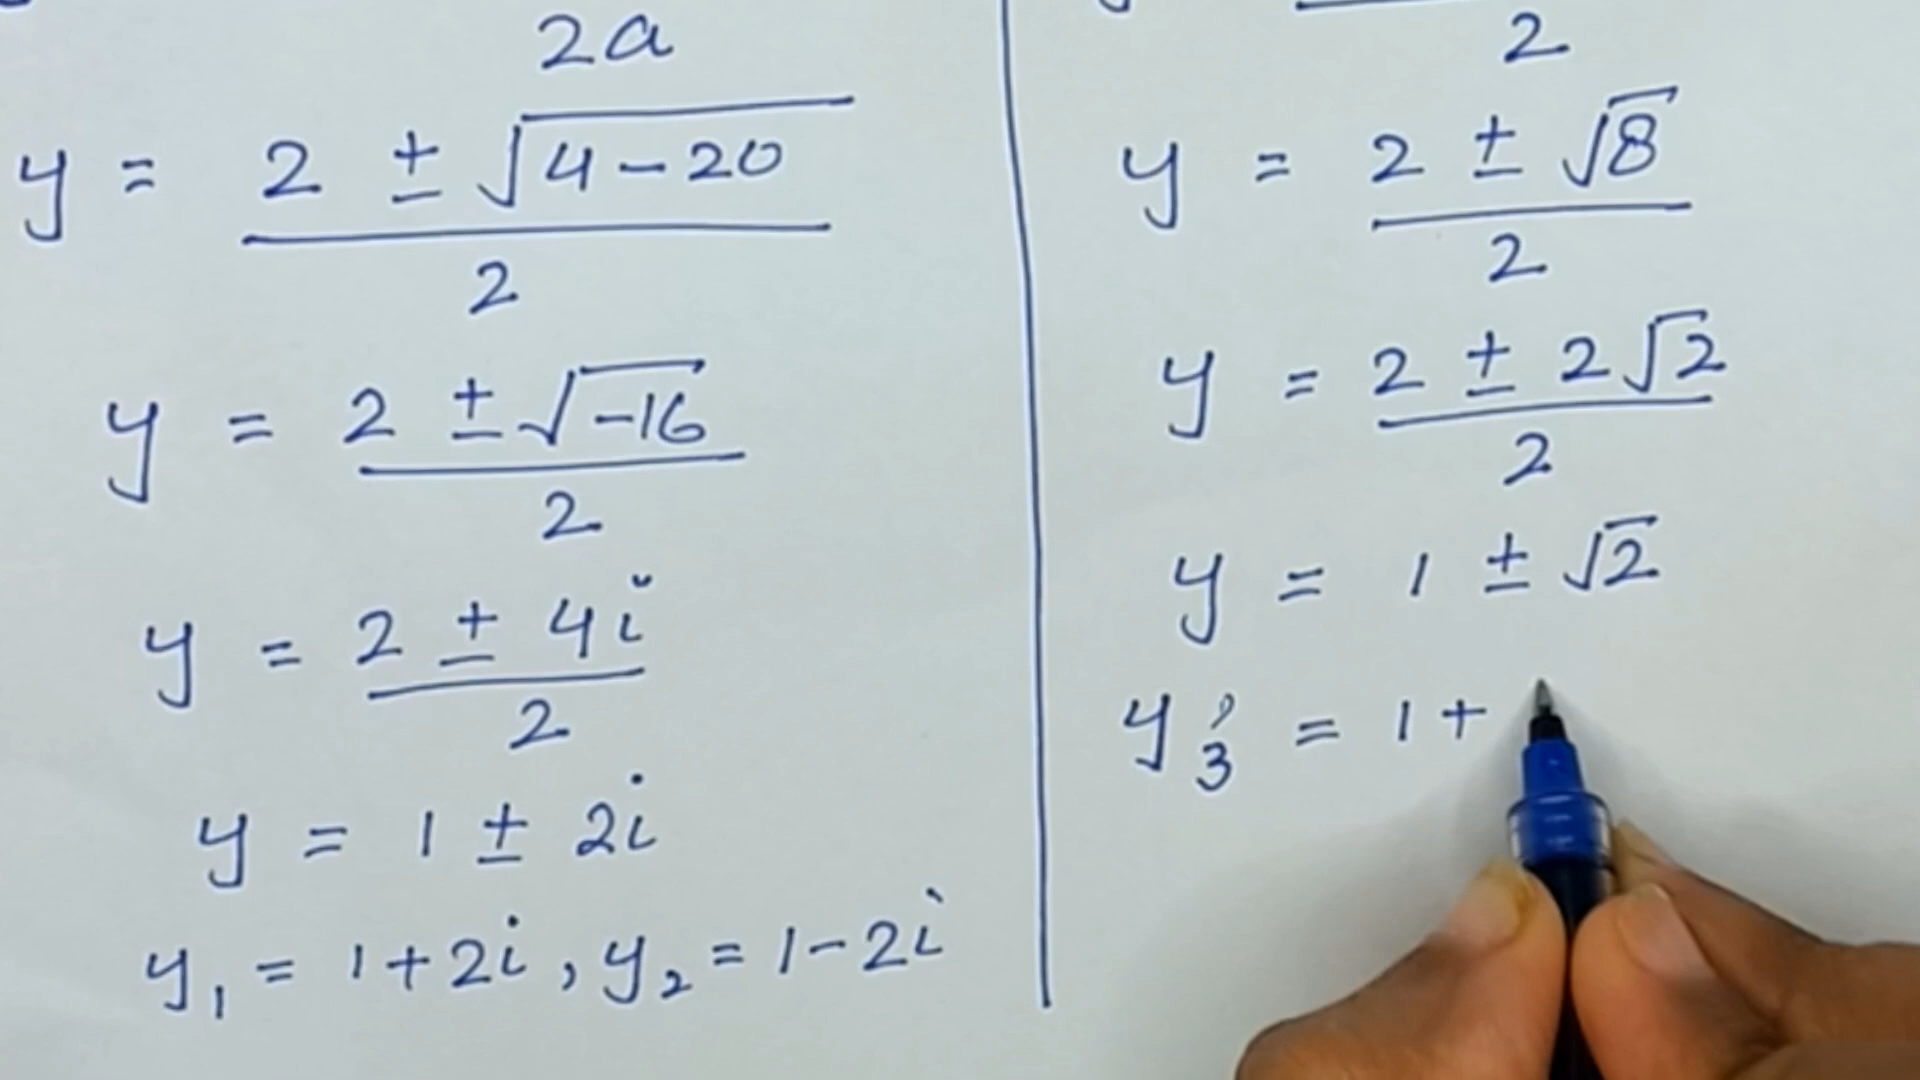 2a
y = 2 ± √4-20
2
y = 2 ± √-16
2
y = 2 ± 4i
2
y = 1 ± 2i
y₁ = 1+2i, y₂ = 1-2i
2
y = 2 ± √8
2
y = 2 ± 2√2
2
y = 1 ± √2
y₃ = 1 +